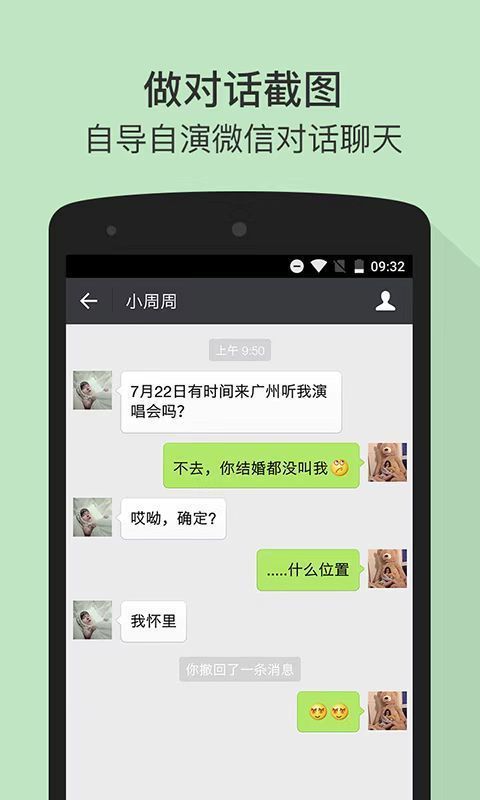 做对话截图
自导自演微信对话聊天
09:32
小周周
上午 9:50
7月22日有时间来广州听我演
唱会吗？
不去，你结婚都没叫我
哎呦，确定？
.....什么位置
我怀里
你撤回了一条消息